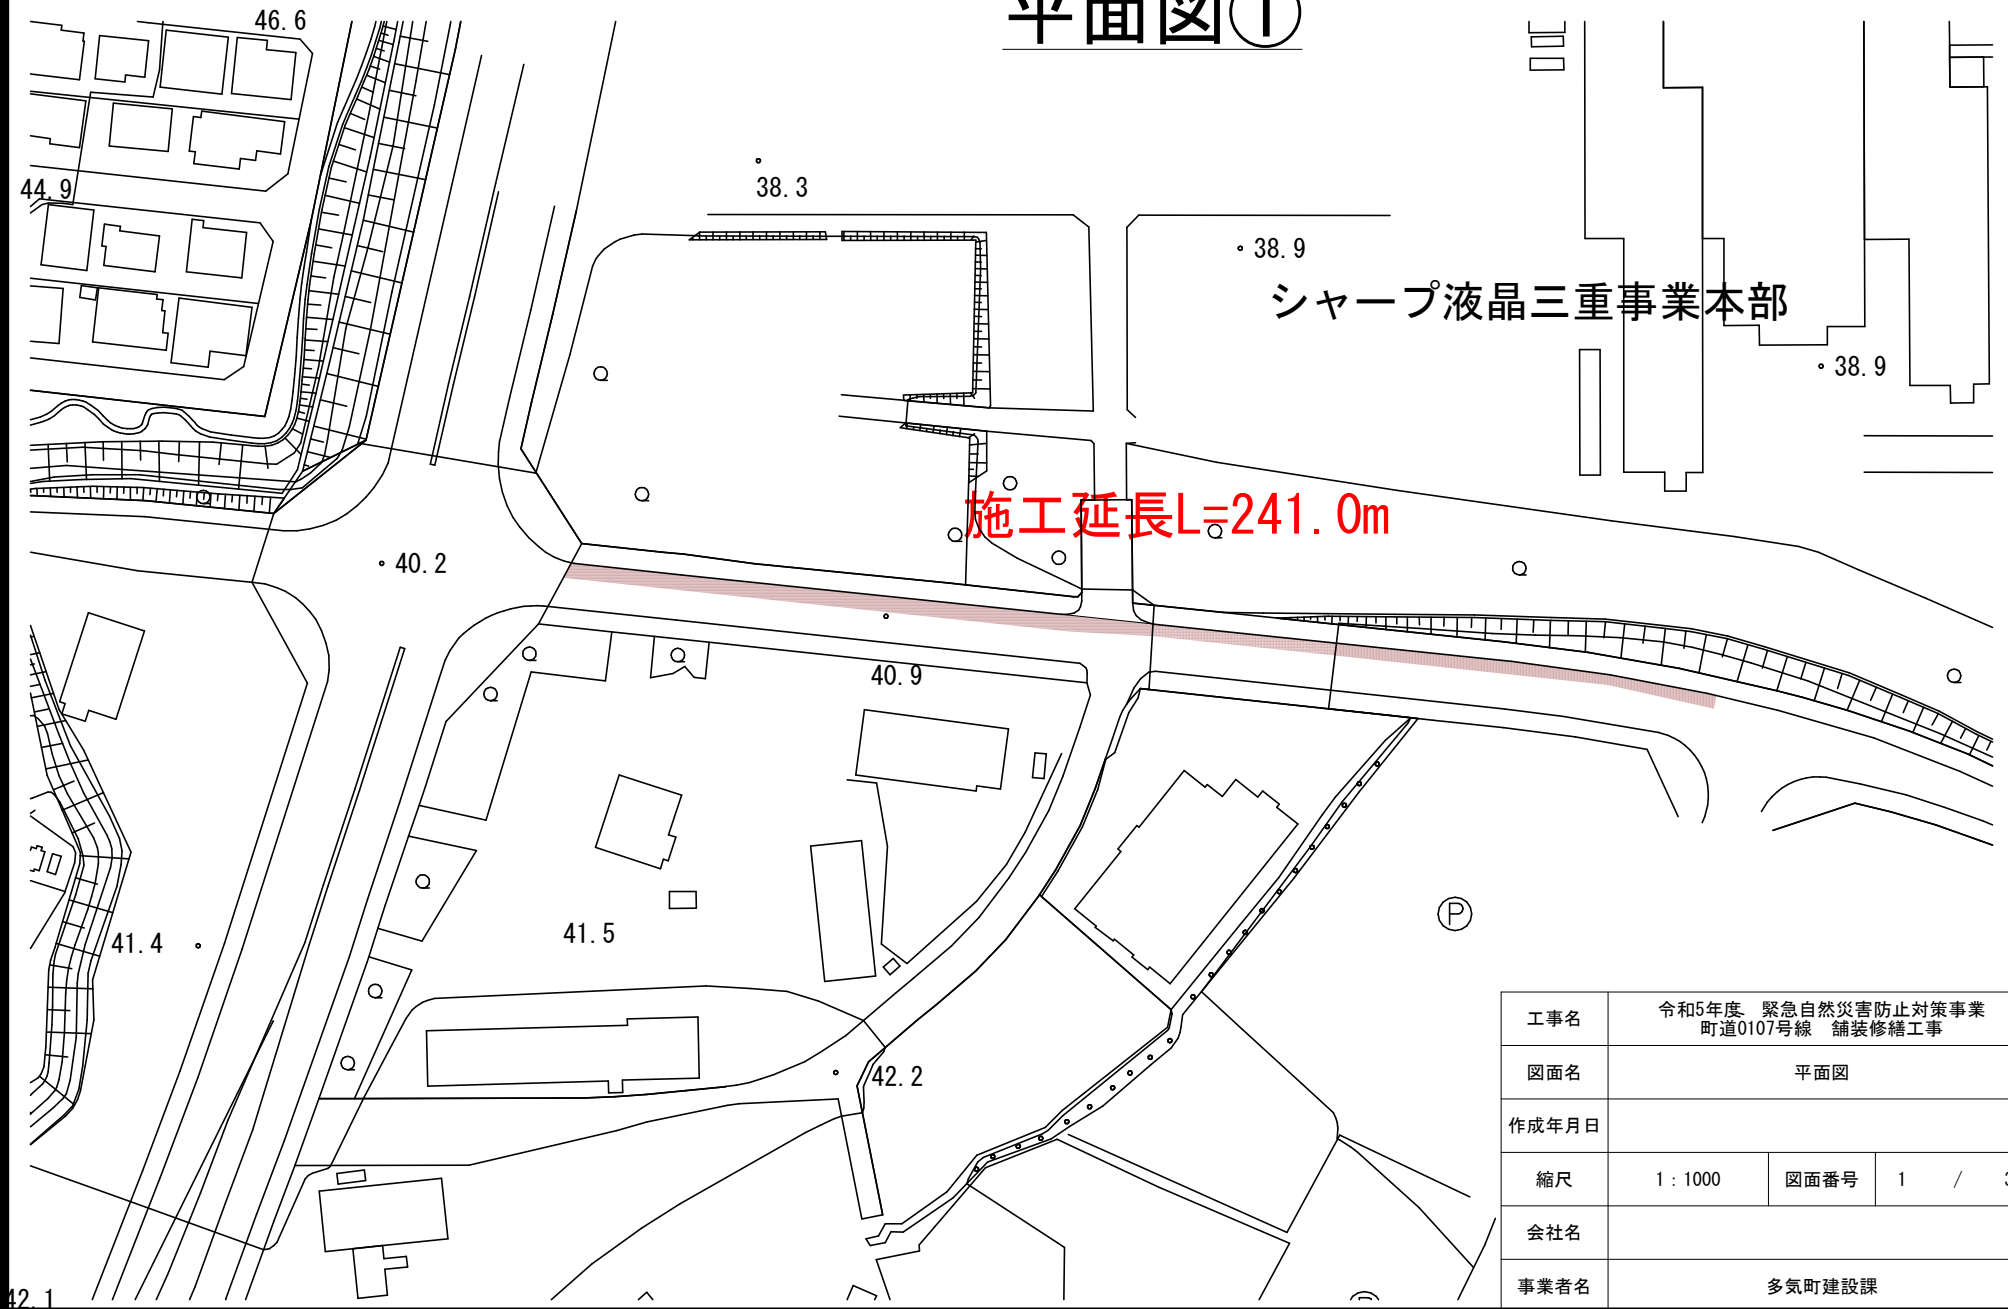 平面図①
46.6
44.9
38.3
38.9
シャープ液晶三重事業本部
38.9
施工延長L=241.0m
40.2
40.9
41.4
41.5
42.2
42.1
P
工事名 令和5年度 緊急自然災害防止対策事業
町道0107号線 舗装修繕工事
図面名 平面図
作成年月日
縮尺 1：1000 図面番号 1 / 3
会社名
事業者名 多気町建設課